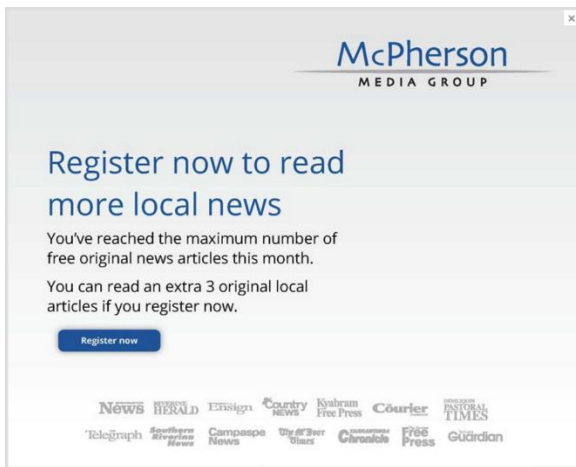 ×
McPherson
MEDIA GROUP
Register now to read
more local news
You've reached the maximum number of
free original news articles this month.
You can read an extra 3 original local
articles if you register now.
Register now
News RIVERINE HERALD Ensign Country NEWS Kyabram Free Press Courier PASTORAL TIMES
Telegraph Southern Riverina News Campaspe News Chronicle Free Press Guardian